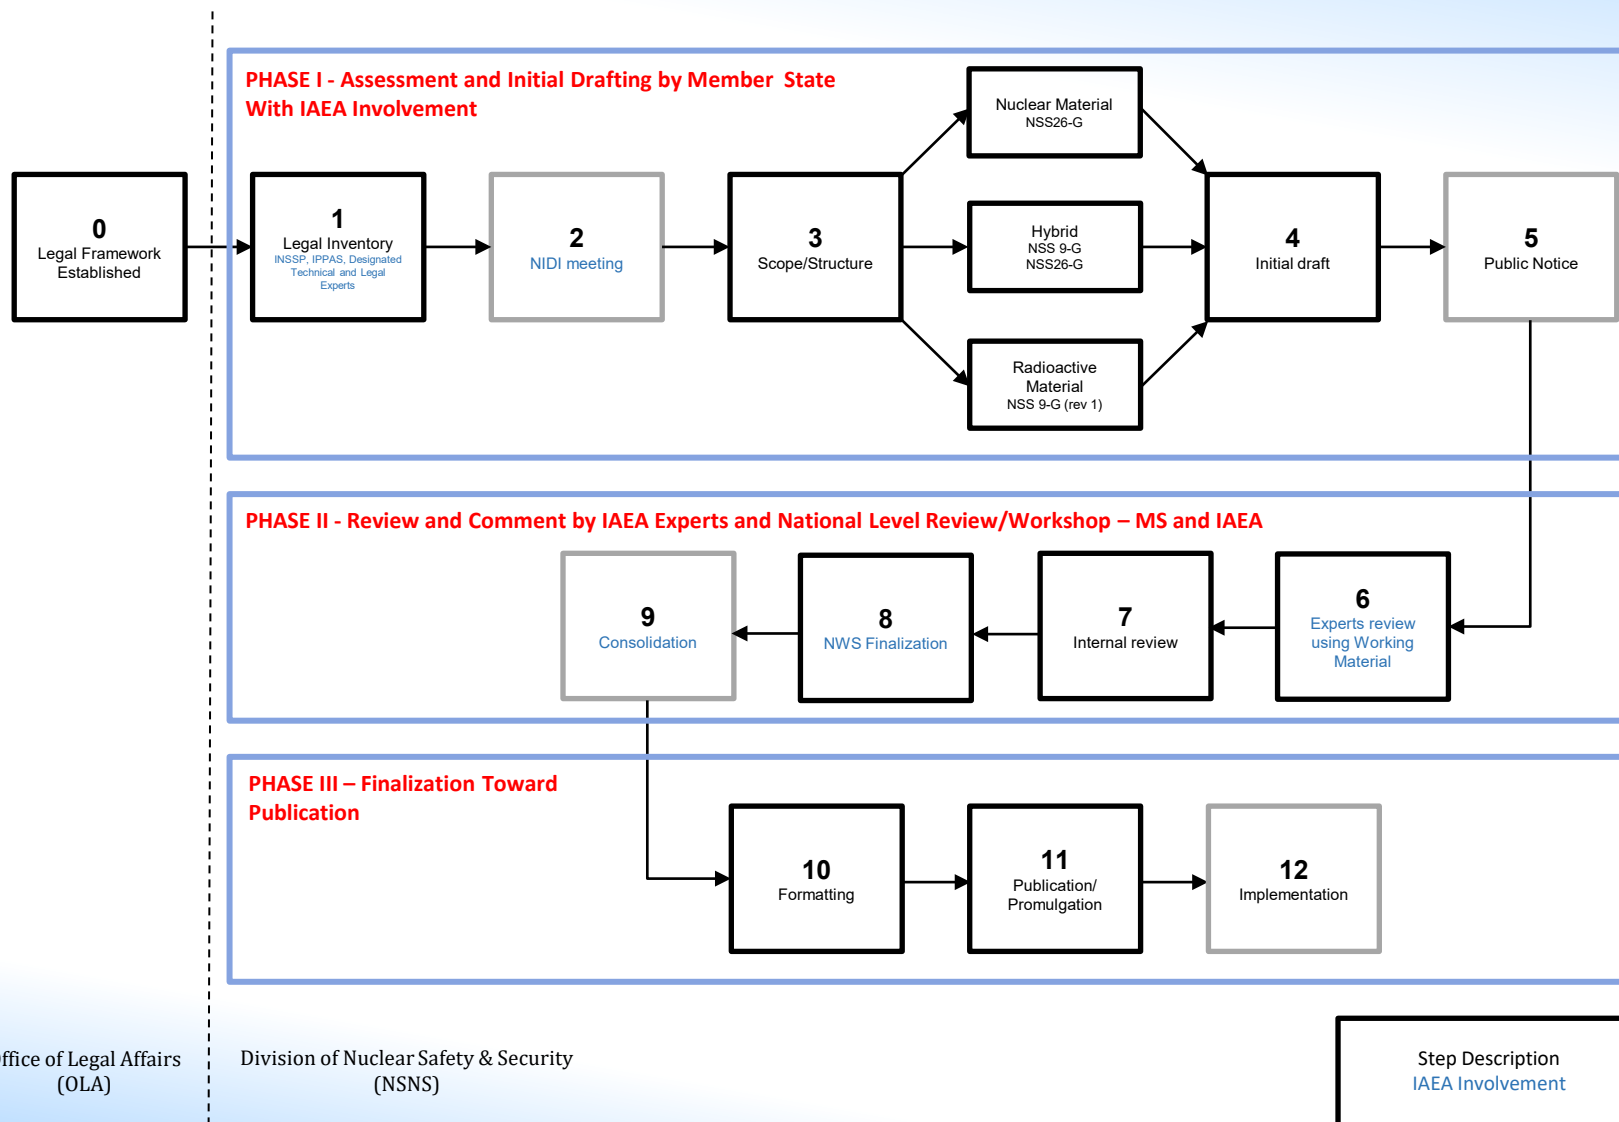 PHASE I - Assessment and Initial Drafting by Member State
With IAEA Involvement
0
Legal Framework
Established
1
Legal Inventory
INSSP, IPPAS, Designated
Technical and Legal
Experts
2
NIDI meeting
3
Scope/Structure
Nuclear Material
NSS26-G
Hybrid
NSS 9-G
NSS26-G
Radioactive
Material
NSS 9-G (rev 1)
4
Initial draft
5
Public Notice
PHASE II - Review and Comment by IAEA Experts and National Level Review/Workshop – MS and IAEA
9
Consolidation
8
NWS Finalization
7
Internal review
6
Experts review
using Working
Material
PHASE III – Finalization Toward
Publication
10
Formatting
11
Publication/
Promulgation
12
Implementation
ffice of Legal Affairs
(OLA)
Division of Nuclear Safety & Security
(NSNS)
Step Description
IAEA Involvement